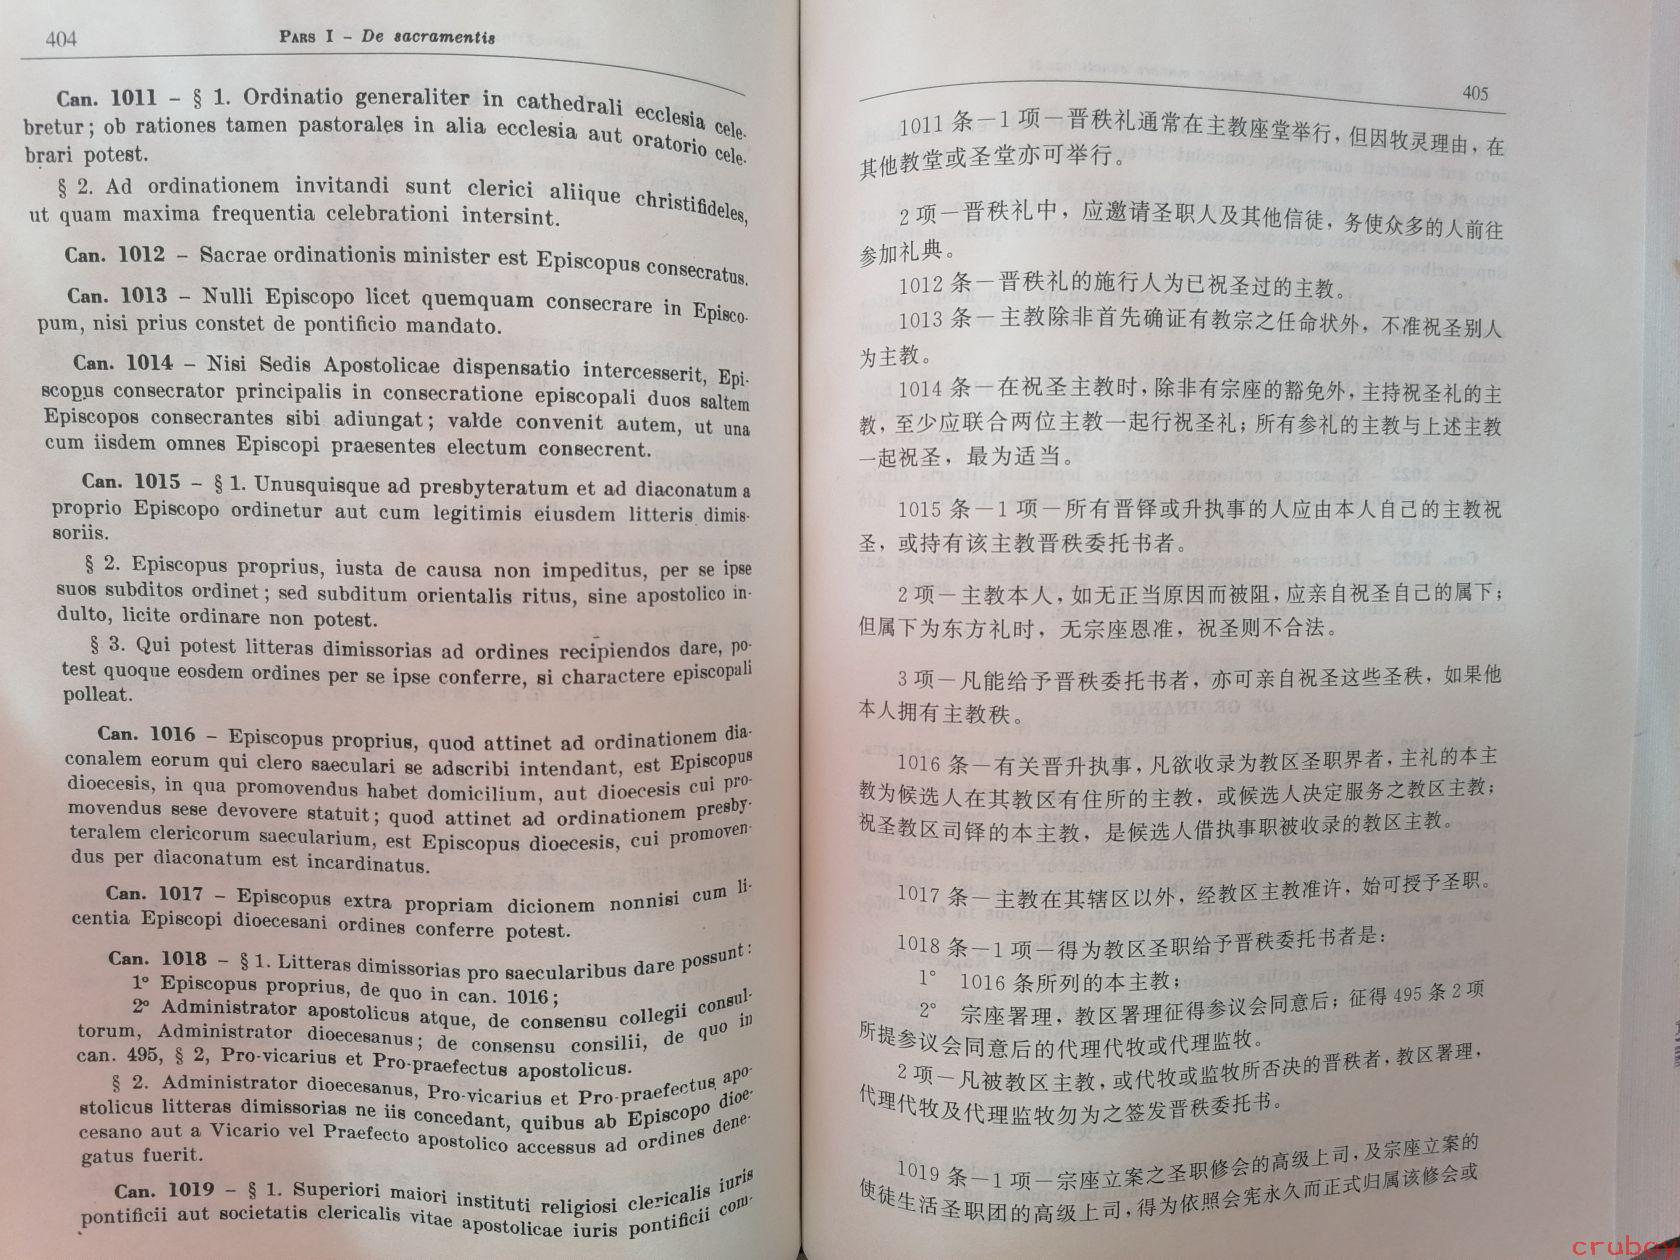 404
PARS I – De sacramentis
Can. 1011 – § 1. Ordinatio generaliter in cathedrali ecclesia cele-
bretur; ob rationes tamen pastorales in alia ecclesia aut oratorio cele-
brari potest.
§ 2. Ad ordinationem invitandi sunt clerici aliique christifideles,
ut quam maxima frequentia celebrationi intersint.
Can. 1012 – Sacrae ordinationis minister est Episcopus consecratus.
Can. 1013 – Nulli Episcopo licet quemquam consecrare in Episco-
pum, nisi prius constet de pontificio mandato.
Can. 1014 – Nisi Sedis Apostolicae dispensatio intercesserit, Epi-
scopus consecrator principalis in consecratione episcopali duos saltem
Episcopos consecrantes sibi adiungat; valde convenit autem, ut una
cum iisdem omnes Episcopi praesentes electum consecrent.
Can. 1015 – § 1. Unusquisque ad presbyteratum et ad diaconatum a
proprio Episcopo ordinetur aut cum legitimis eiusdem litteris dimis-
soriis.
§ 2. Episcopus proprius, iusta de causa non impeditus, per se ipse
suos subditos ordinet; sed subditum orientalis ritus, sine apostolico in-
dulto, licite ordinare non potest.
§ 3. Qui potest litteras dimissorias ad ordines recipiendos dare, po-
test quoque eosdem ordines per se ipse conferre, si charactere episcopali
polleat.
Can. 1016 – Episcopus proprius, quod attinet ad ordinationem dia-
conalem eorum qui clero saeculari se adscribi intendant, est Episcopus
dioecesis, in qua promovendus habet domicilium, aut dioecesis cui pro-
movendus sese devovere statuit; quod attinet ad ordinationem presby-
teralem clericorum saecularium, est Episcopus dioecesis, cui promoven-
dus per diaconatum est incardinatus.
Can. 1017 – Episcopus extra propriam dicionem nonnisi cum li-
centia Episcopi dioecesani ordines conferre potest.
Can. 1018 – § 1. Litteras dimissorias pro saecularibus dare possunt:
1° Episcopus proprius, de quo in can. 1016;
2° Administrator apostolicus atque, de consensu collegii consul-
torum, Administrator dioecesanus; de consensu consilii, de quo in
can. 495, § 2, Pro-vicarius et Pro-praefectus apostolicus.
§ 2. Administrator dioecesanus, Pro-vicarius et Pro-praefectus apo-
stolicus litteras dimissorias ne iis concedant, quibus ab Episcopo dioe-
cesano aut a Vicario vel Praefecto apostolico accessus ad ordines dene-
gatus fuerit.
Can. 1019 – § 1. Superiori maiori instituti religiosi clericalis iuris
pontificii aut societatis clericalis vitae apostolicae iuris pontificii com-
405
1011 条－1 项－晋秩礼通常在主教座堂举行，但因牧灵理由，在
其他教堂或圣堂亦可举行。
2 项－晋秩礼中，应邀请圣职人及其他信徒，务使众多的人前往
参加礼典。
1012 条－晋秩礼的施行人为已祝圣过的主教。
1013 条－主教除非首先确证有教宗之任命状外，不准祝圣别人
为主教。
1014 条－在祝圣主教时，除非有宗座的豁免外，主持祝圣礼的主
教，至少应联合两位主教一起行祝圣礼；所有参礼的主教与上述主教
一起祝圣，最为适当。
1015 条－1 项－所有晋铎或升执事的人应由本人自己的主教祝
圣，或持有该主教晋秩委托书者。
2 项－主教本人，如无正当原因而被阻，应亲自祝圣自己的属下；
但属下为东方礼时，无宗座恩准，祝圣则不合法。
3 项－凡能给予晋秩委托书者，亦可亲自祝圣这些圣秩，如果他
本人拥有主教秩。
1016 条－有关晋升执事，凡欲收录为教区圣职界者，主礼的本主
教为候选人在其教区有住所的主教，或候选人决定服务之教区主教；
祝圣教区司铎的本主教，是候选人借执事职被收录的教区主教。
1017 条－主教在其辖区以外，经教区主教准许，始可授予圣职。
1018 条－1 项－得为教区圣职给予晋秩委托书者是：
1° 1016 条所列的本主教；
2° 宗座署理，教区署理征得参议会同意后；征得 495 条 2 项
所提参议会同意后的代理代牧或代理监牧。
2 项－凡被教区主教，或代牧或监牧所否决的晋秩者，教区署理，
代理代牧及代理监牧勿为之签发晋秩委托书。
1019 条－1 项－宗座立案之圣职修会的高级上司，及宗座立案的
使徒生活圣职团的高级上司，得为依照会宪永久而正式归属该修会或